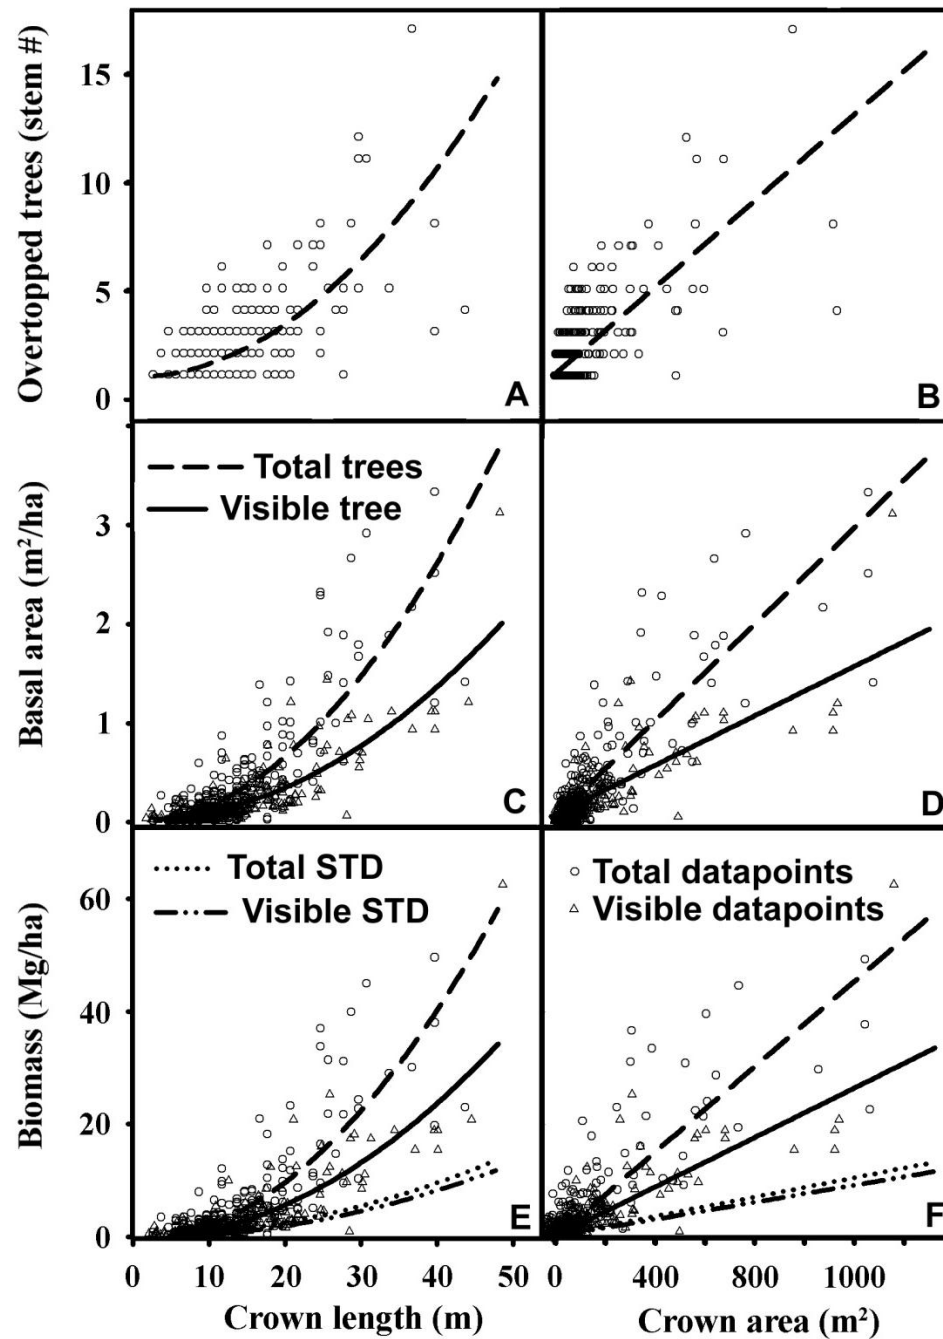 Overtopped trees (stem #)
15
10
5
0
A
B
Basal area (m²/ha)
3
2
1
0
Total trees
Visible tree
C
D
Biomass (Mg/ha)
60
40
20
0
Total STD
Visible STD
Total datapoints
Visible datapoints
E
F
0 10 20 30 40 50
0 400 800 1000
Crown length (m)
Crown area (m²)